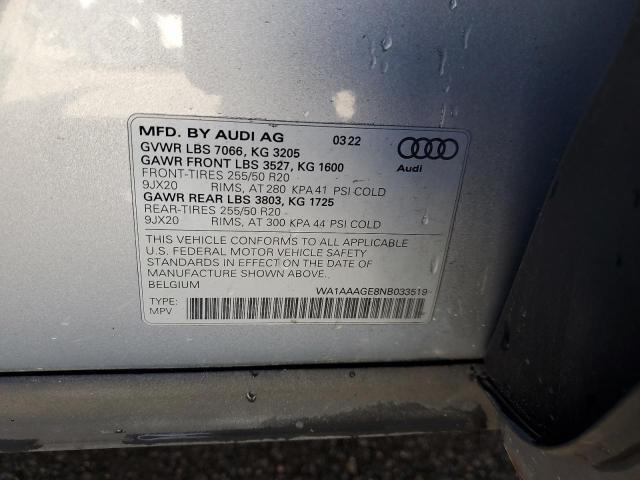 MFD. BY AUDI AG 03 22
GVWR LBS 7066, KG 3205
GAWR FRONT LBS 3527, KG 1600
FRONT-TIRES 255/50 R20
9JX20 RIMS, AT 280 KPA 41 PSI COLD
GAWR REAR LBS 3803, KG 1725
REAR-TIRES 255/50 R20
9JX20 RIMS, AT 300 KPA 44 PSI COLD
Audi
THIS VEHICLE CONFORMS TO ALL APPLICABLE
U.S. FEDERAL MOTOR VEHICLE SAFETY
STANDARDS IN EFFECT ON THE DATE OF
MANUFACTURE SHOWN ABOVE.
BELGIUM
WA1AAAGE8NB033519
TYPE:
MPV